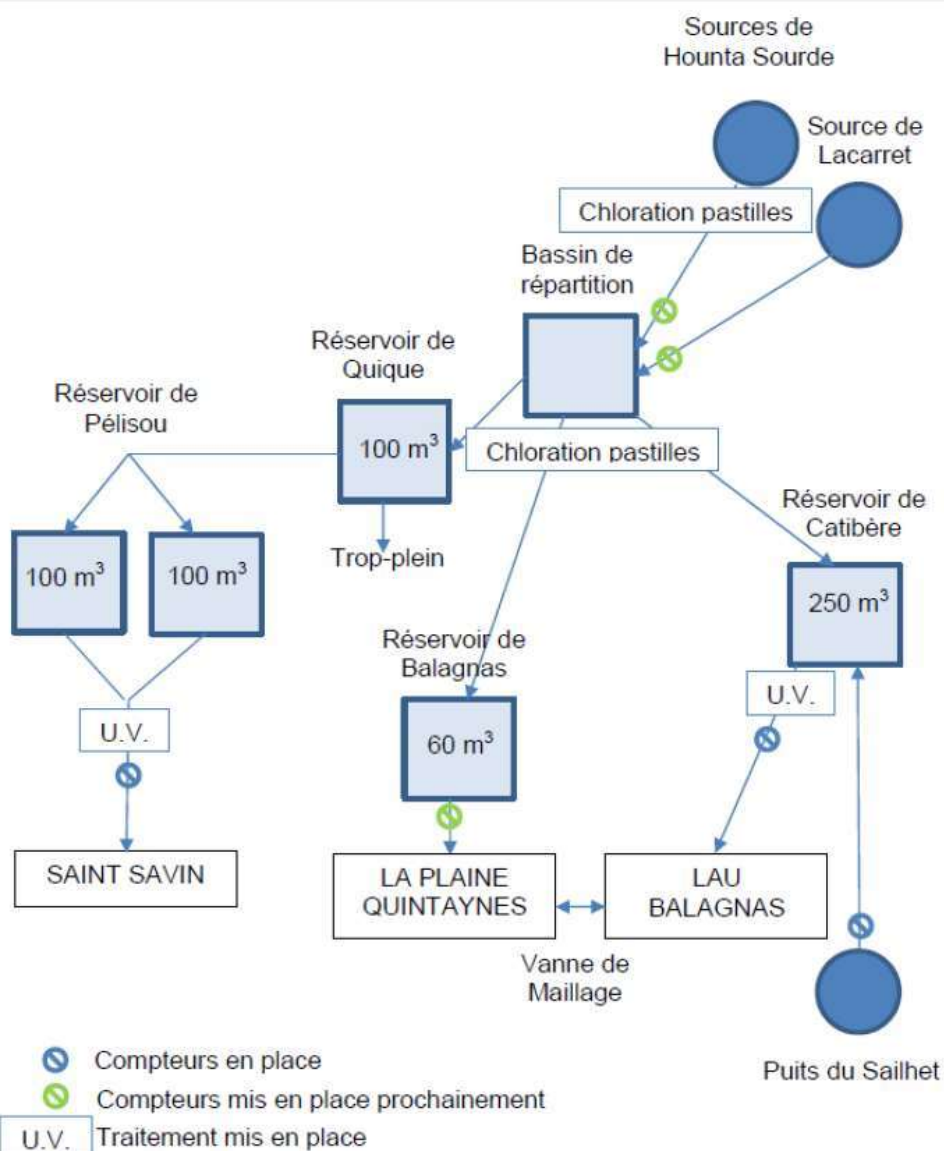 Sources de
Hounta Sourde
Source de
Lacarret
Chloration pastilles
Bassin de
répartition
Réservoir de
Quique
Réservoir de
Pélisou
100 m³
Chloration pastilles
Réservoir de
Catibère
Trop-plein
100 m³
100 m³
250 m³
Réservoir de
Balagnas
U.V.
U.V.
60 m³
SAINT SAVIN
LA PLAINE
QUINTAYNES
LAU
BALAGNAS
Vanne de
Maillage
Puits du Sailhet
Compteurs en place
Compteurs mis en place prochainement
U.V. Traitement mis en place